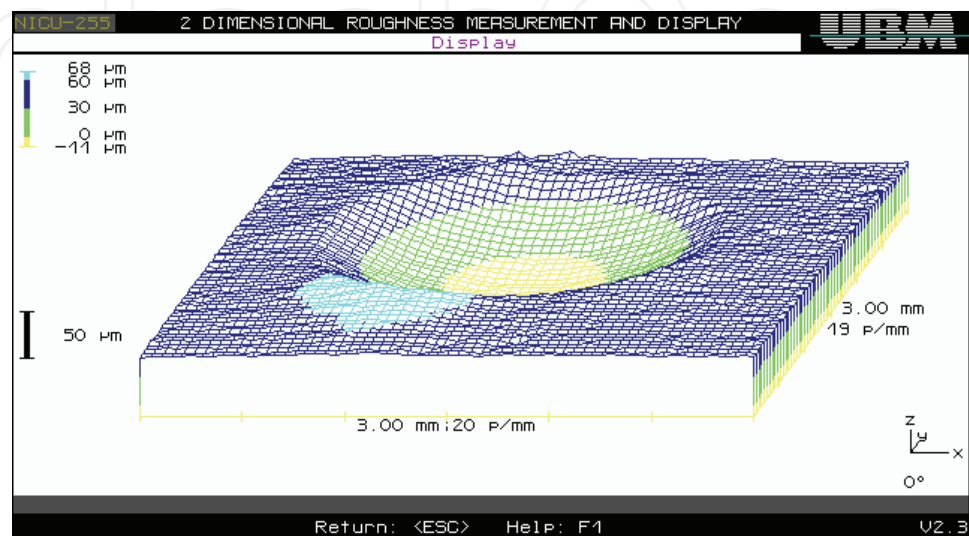 NICU-255 2 DIMENSIONAL ROUGHNESS MEASUREMENT AND DISPLAY UBM
Display
68 µm
60 µm
30 µm
0 µm
-11 µm
50 µm
3.00 mm
19 P/mm
3.00 mm;20 P/mm
z
y
x
0°
Return: <ESC> Help: F1 V2.3